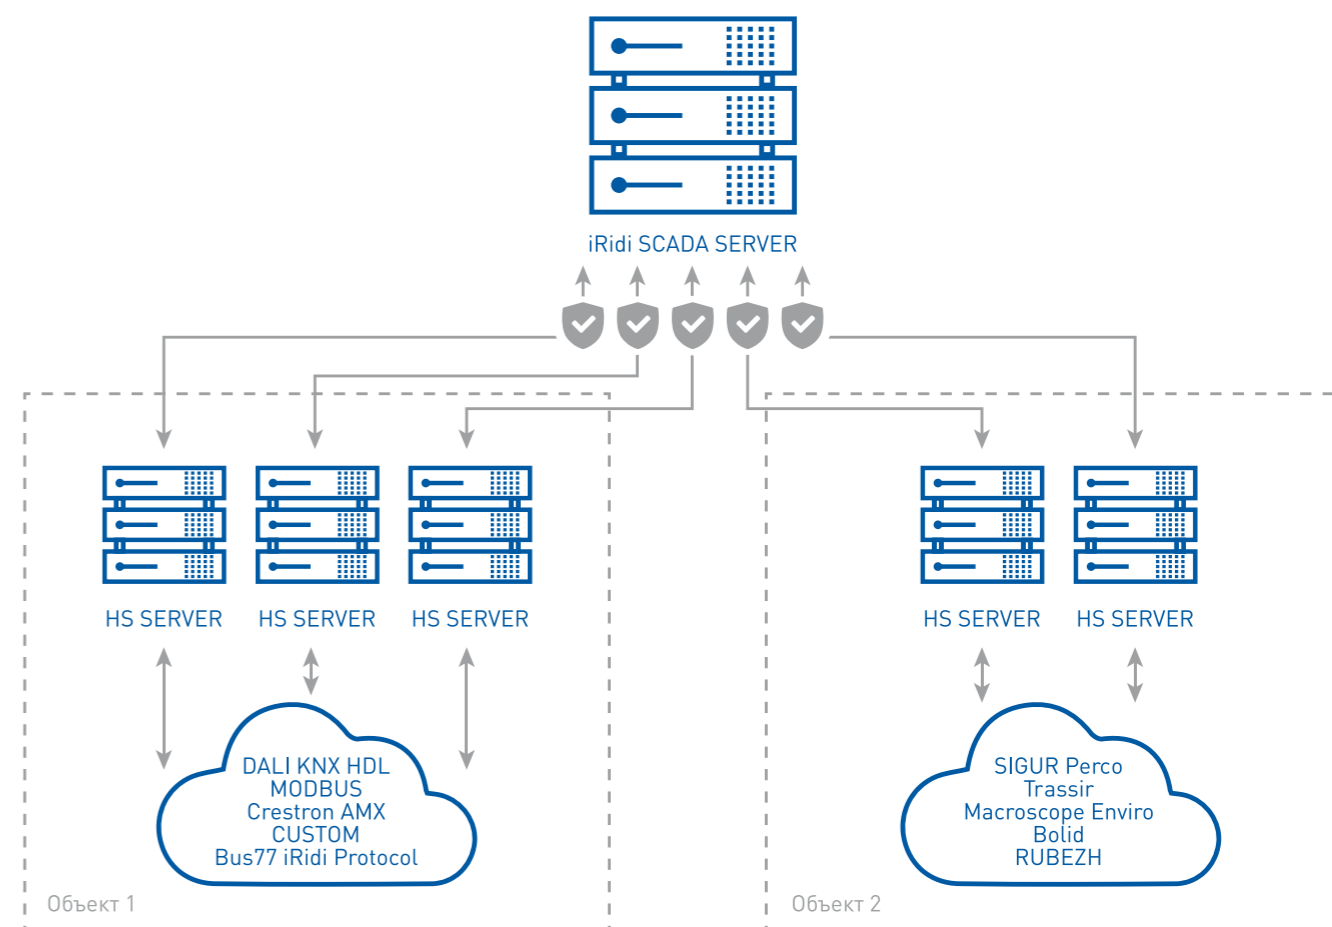 iRidi SCADA SERVER
HS SERVER
HS SERVER
HS SERVER
HS SERVER
HS SERVER
DALI KNX HDL
MODBUS
Crestron AMX
CUSTOM
Bus77 iRidi Protocol
SIGUR Perco
Trassir
Macroscope Enviro
Bolid
RUBEZH
Объект 1
Объект 2